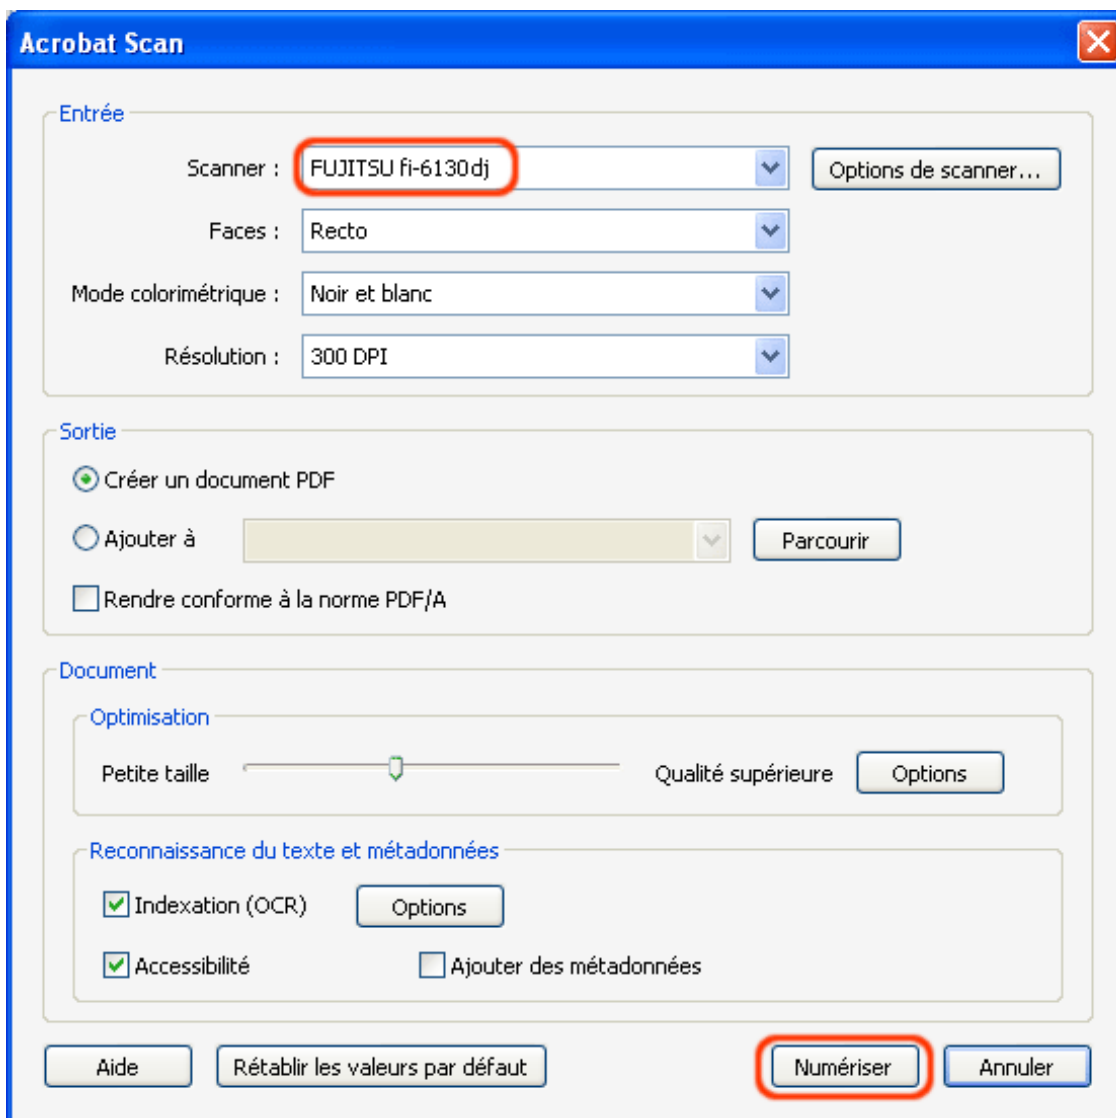 Acrobat Scan
Entrée
Scanner : FUJITSU fi-6130dj Options de scanner...
Faces : Recto
Mode colorimétrique : Noir et blanc
Résolution : 300 DPI
Sortie
Créer un document PDF
Ajouter à Parcourir
Rendre conforme à la norme PDF/A
Document
Optimisation
Petite taille Qualité supérieure Options
Reconnaissance du texte et métadonnées
Indexation (OCR) Options
Accessibilité Ajouter des métadonnées
Aide Rétablir les valeurs par défaut Numériser Annuler